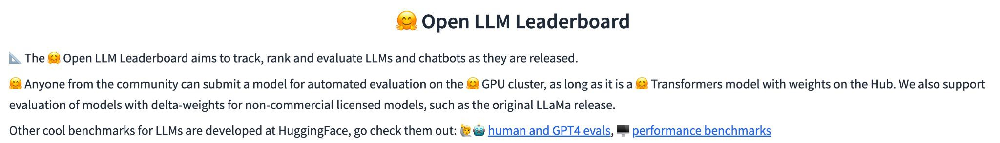 🤗 Open LLM Leaderboard
📐 The 🤗 Open LLM Leaderboard aims to track, rank and evaluate LLMs and chatbots as they are released.
🤗 Anyone from the community can submit a model for automated evaluation on the 🤗 GPU cluster, as long as it is a 🤗 Transformers model with weights on the Hub. We also support
evaluation of models with delta-weights for non-commercial licensed models, such as the original LLaMa release.
Other cool benchmarks for LLMs are developed at HuggingFace, go check them out: 🙋🤖 human and GPT4 evals, 🖥️ performance benchmarks